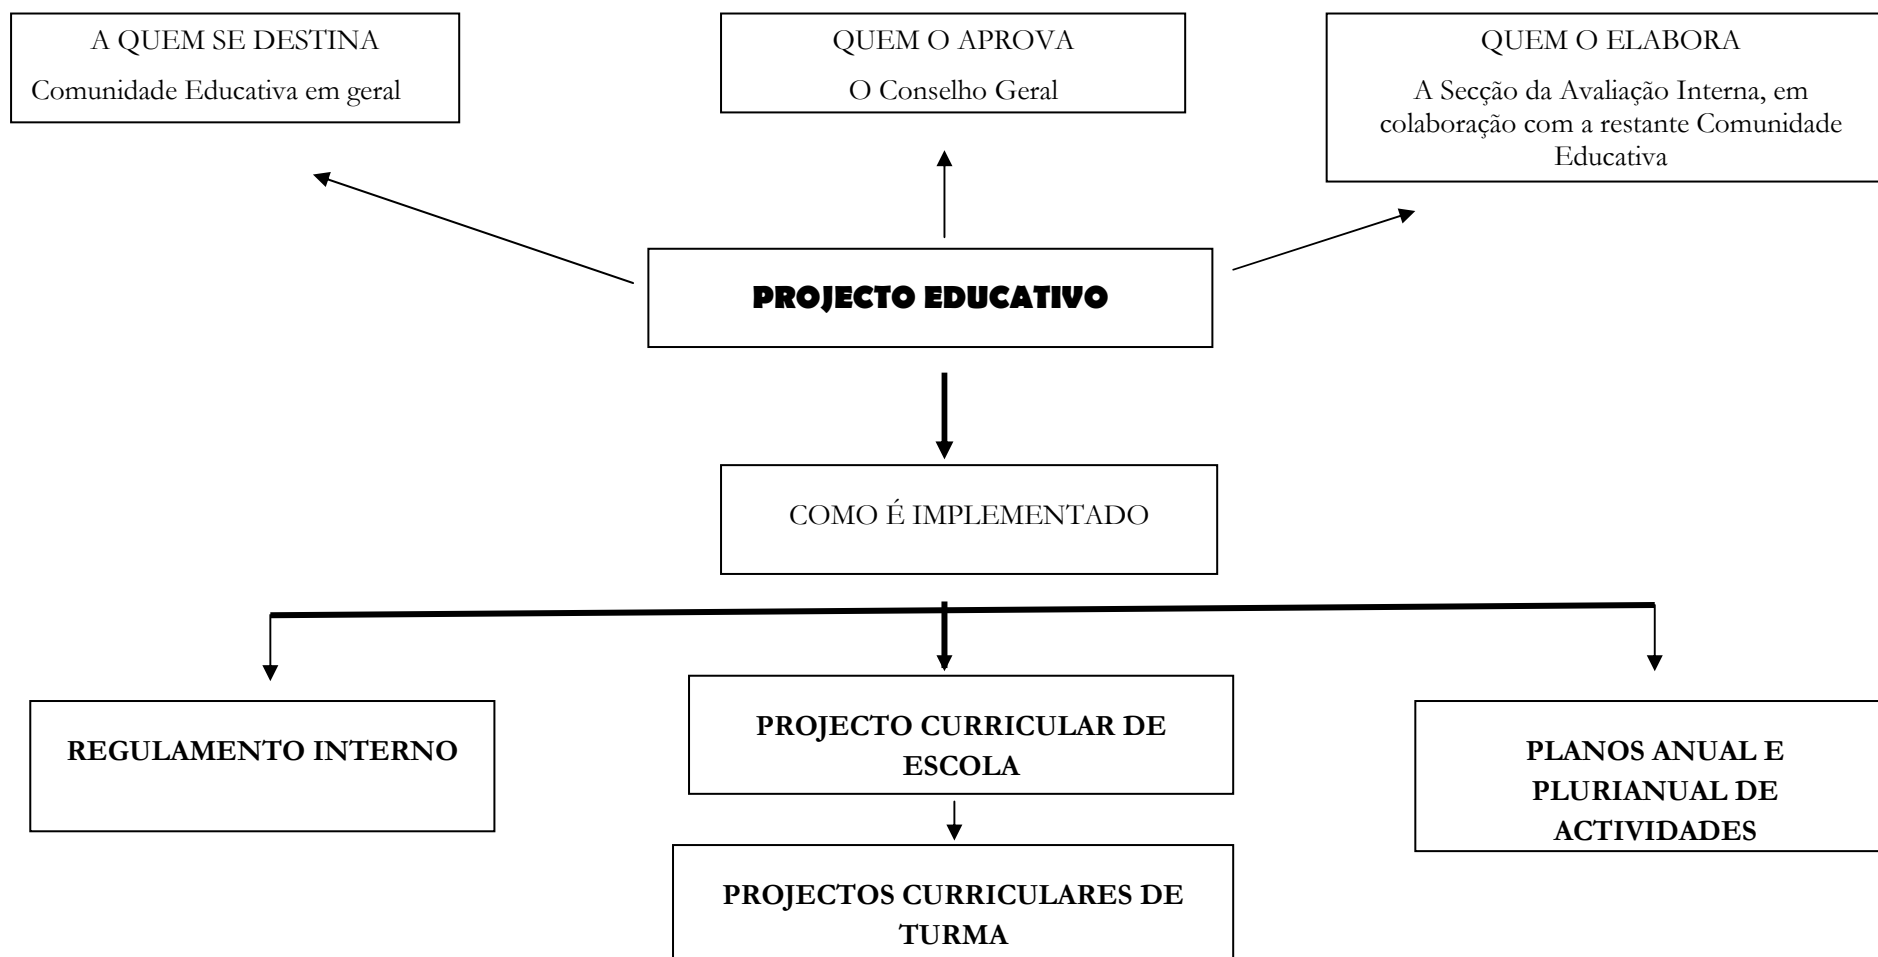 A QUEM SE DESTINA
Comunidade Educativa em geral
QUEM O APROVA
O Conselho Geral
QUEM O ELABORA
A Secção da Avaliação Interna, em
colaboração com a restante Comunidade
Educativa
PROJECTO EDUCATIVO
COMO É IMPLEMENTADO
REGULAMENTO INTERNO
PROJECTO CURRICULAR DE
ESCOLA
PLANOS ANUAL E
PLURIANUAL DE
ACTIVIDADES
PROJECTOS CURRICULARES DE
TURMA